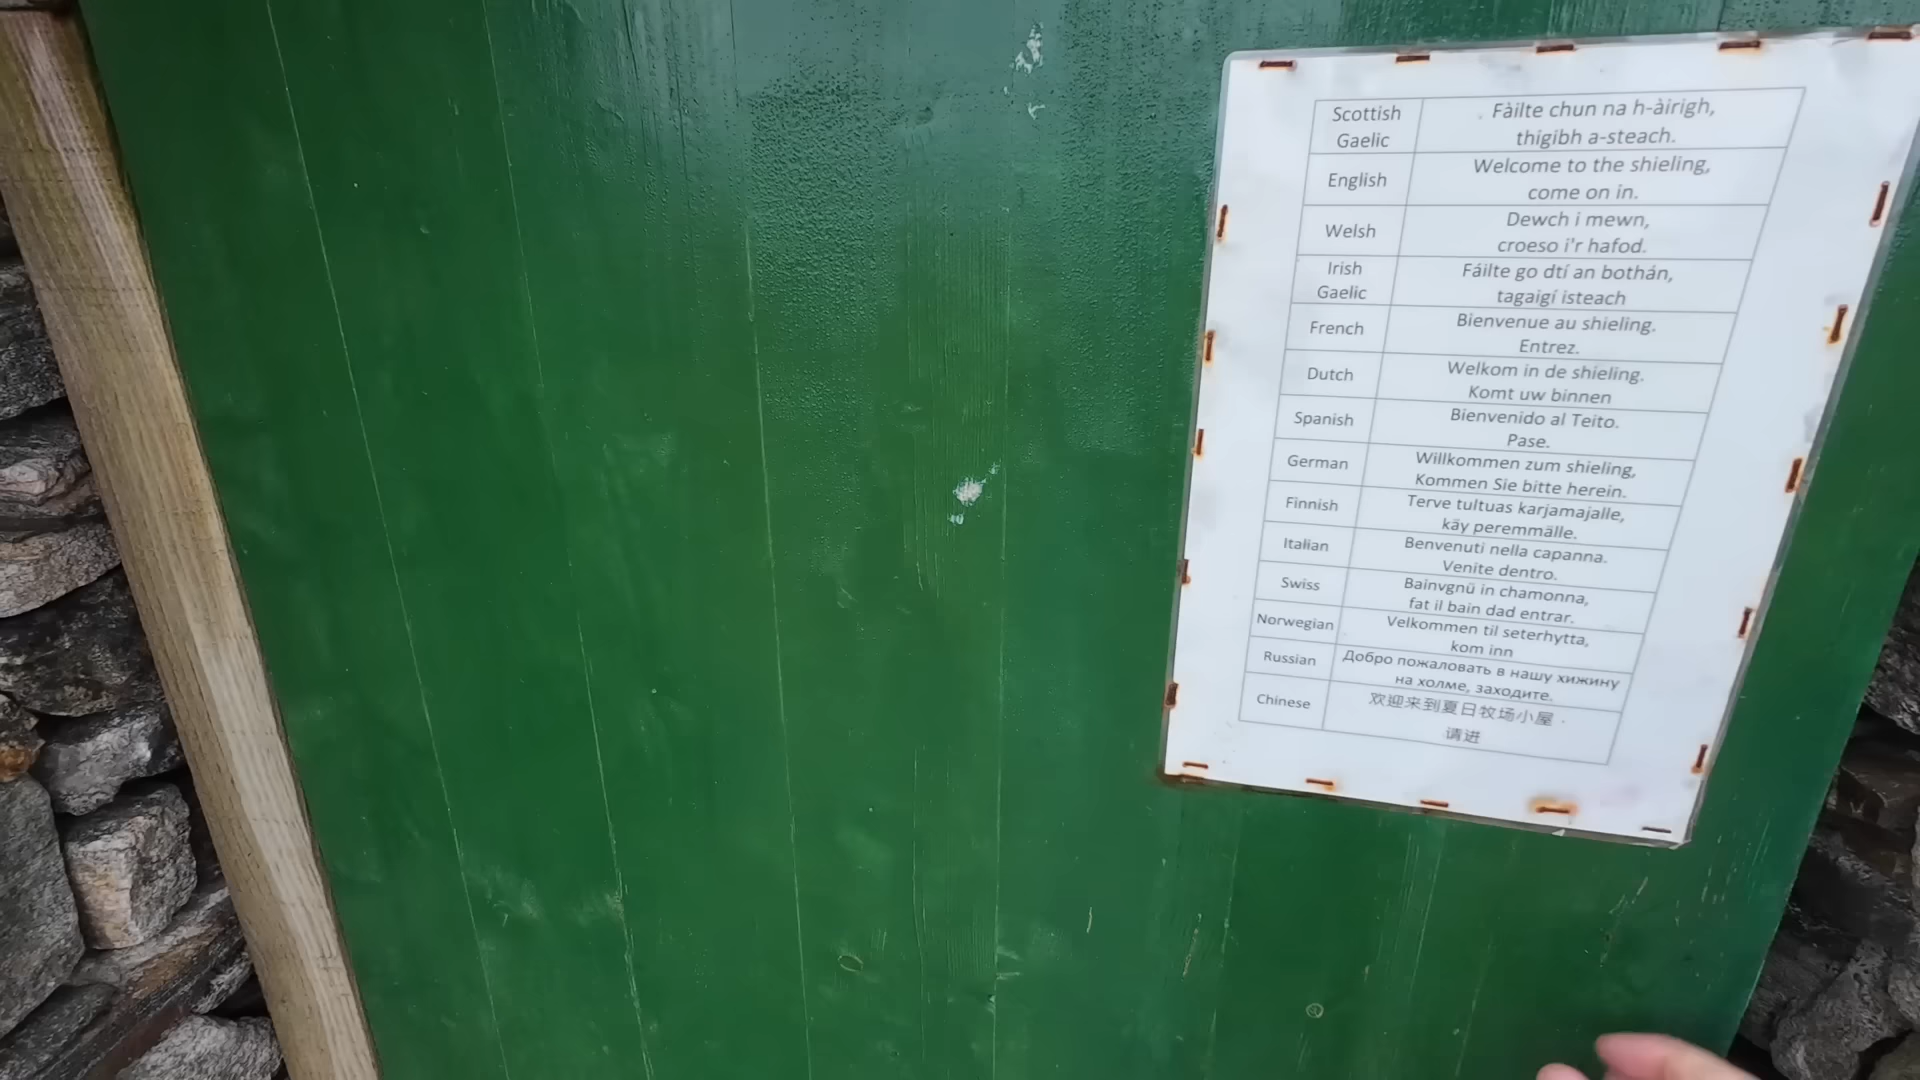 Scottish Gaelic
Fàilte chun na h-àirigh,
thigibh a-steach.
English
Welcome to the shieling,
come on in.
Welsh
Dewch i mewn,
croeso i'r hafod.
Irish Gaelic
Fáilte go dtí an bothán,
tagaigí isteach
French
Bienvenue au shieling.
Entrez.
Dutch
Welkom in de shieling.
Komt uw binnen
Spanish
Bienvenido al Teito.
Pase.
German
Willkommen zum shieling,
Kommen Sie bitte herein.
Finnish
Terve tultuas karjamajalle,
käy peremmälle.
Italian
Benvenuti nella capanna.
Venite dentro.
Swiss
Bainvgnü in chamonna,
fat il bain dad entrar.
Norwegian
Velkommen til seterhytta,
kom inn
Russian
Добро пожаловать в нашу хижину
на холме, заходите.
Chinese
欢迎来到夏日牧场小屋·
请进